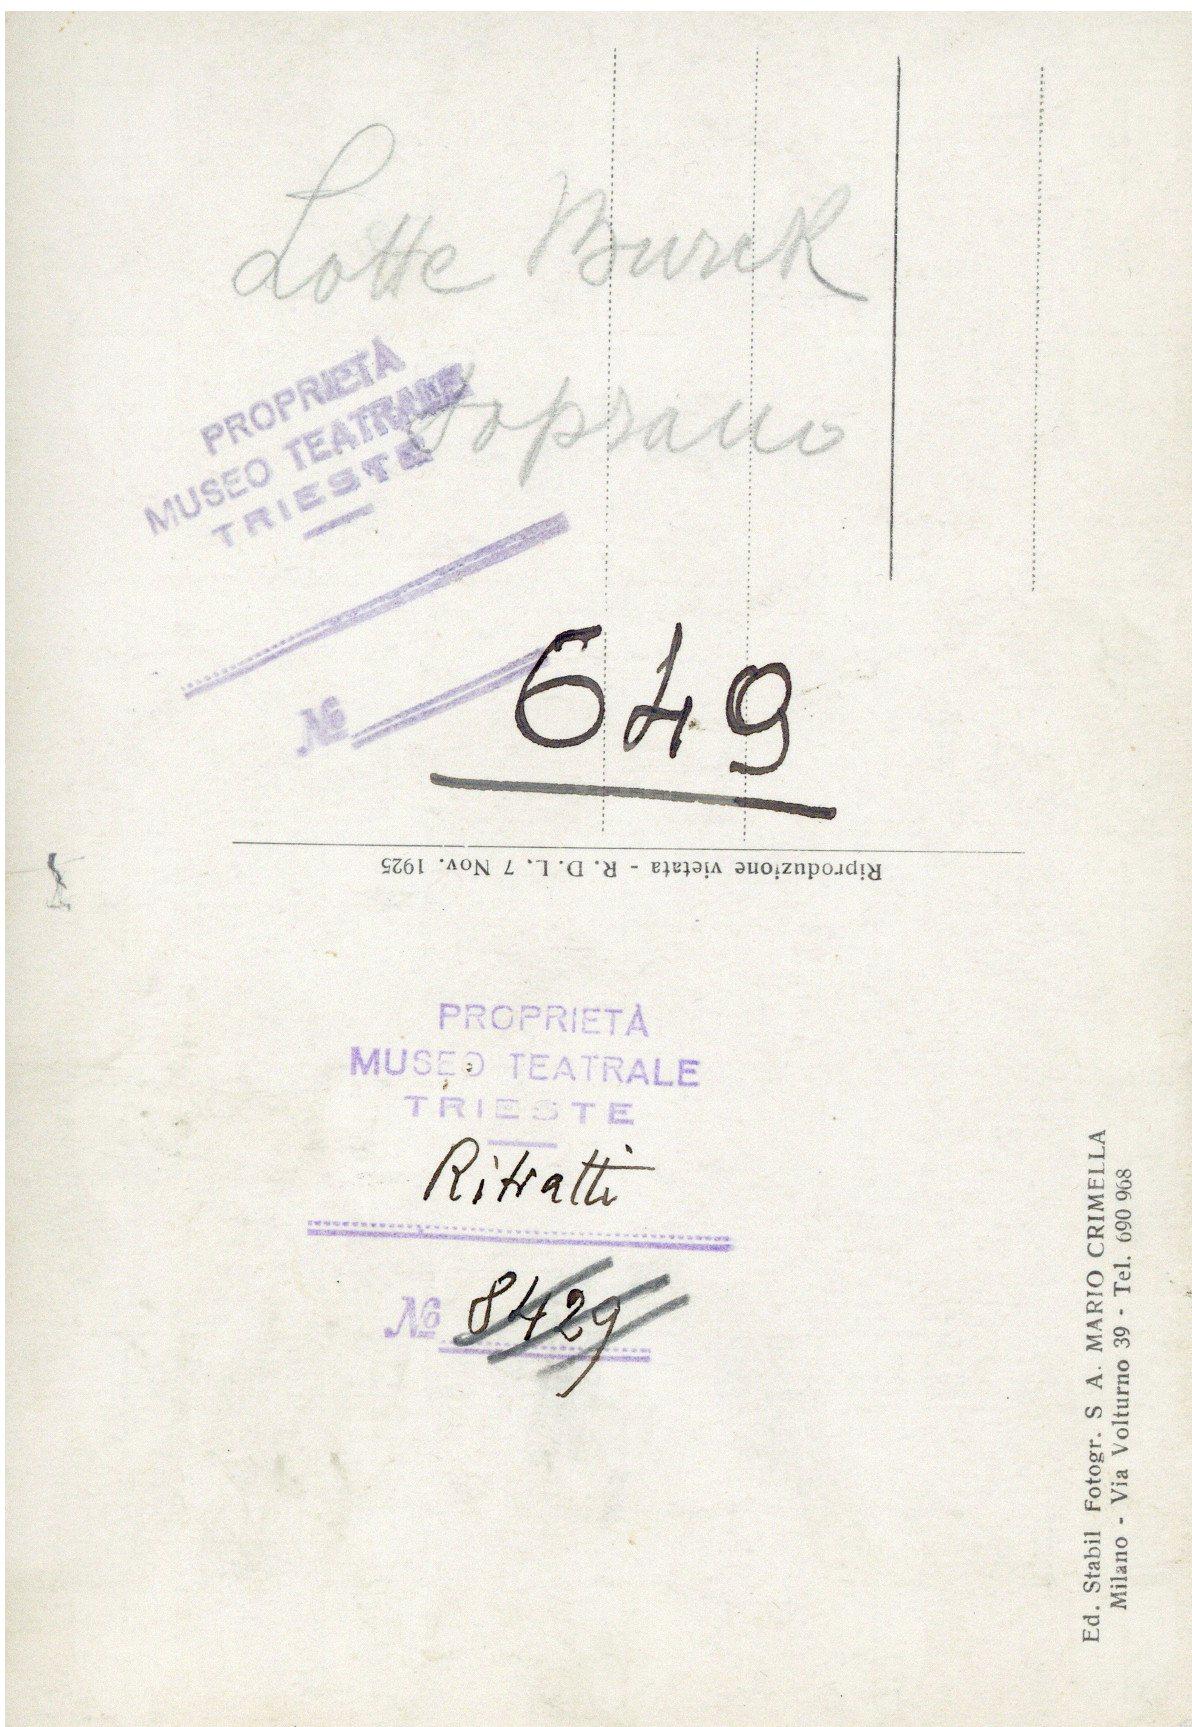 Lotte Burck
Soprano
PROPRIETÀ
MUSEO TEATRALE
TRIESTE
№
649
Riproduzione vietata - R. D. L. 7 Nov. 1925
PROPRIETÀ
MUSEO TEATRALE
TRIESTE
Ritratti
№ 8429
Ed. Stabil Fotogr. S A. MARIO CRIMELLA
Milano - Via Volturno 39 - Tel. 690 968